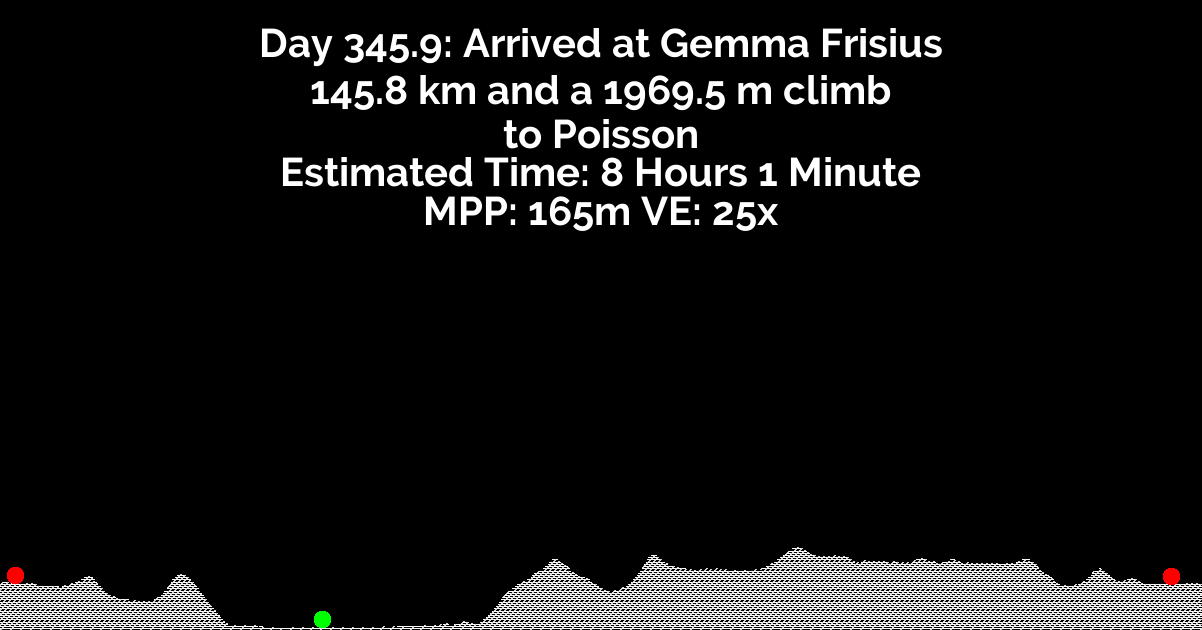 Day 345.9: Arrived at Gemma Frisius
145.8 km and a 1969.5 m climb
to Poisson
Estimated Time: 8 Hours 1 Minute
MPP: 165m VE: 25x